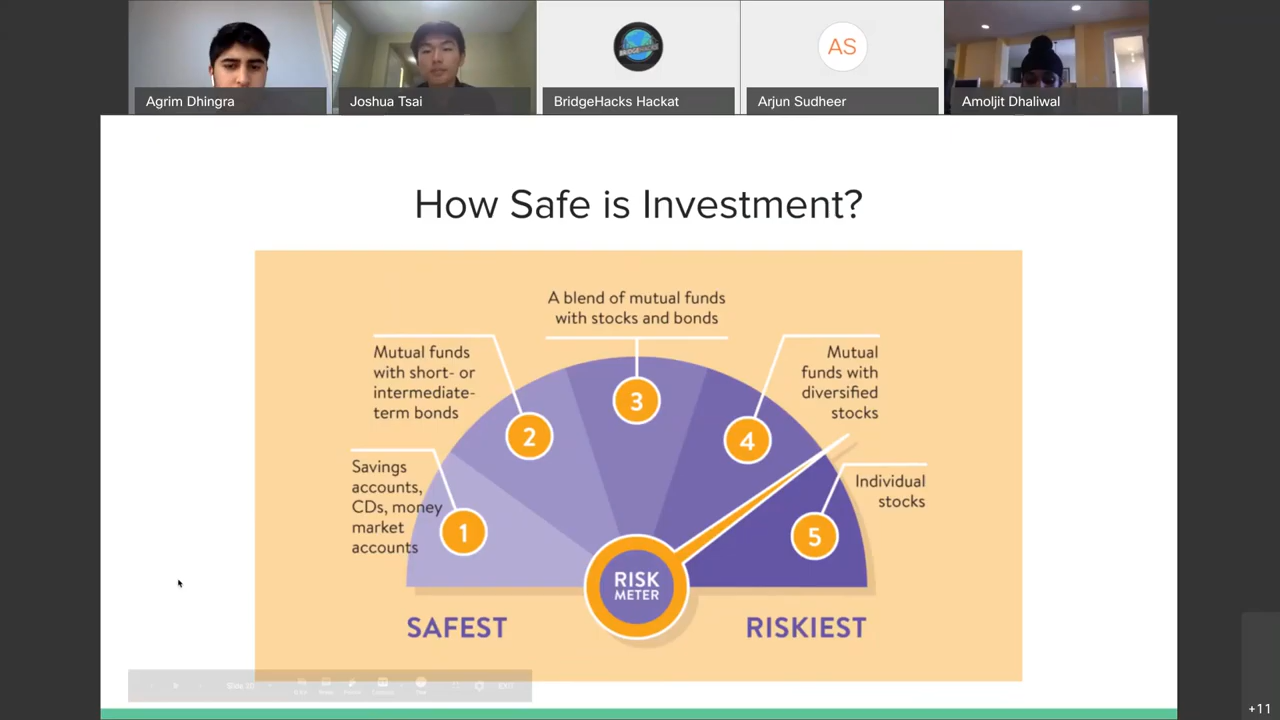 Agrim Dhingra
Joshua Tsai
BRIDGEHACKS
BridgeHacks Hackat
AS
Arjun Sudheer
Amoljit Dhaliwal
How Safe is Investment?
A blend of mutual funds
with stocks and bonds
Mutual funds
with short- or
intermediate-
term bonds
Mutual
funds with
diversified
stocks
3
2
4
Savings
accounts,
CDs, money
market
accounts
Individual
stocks
1
5
RISK
METER
SAFEST
RISKIEST
+11